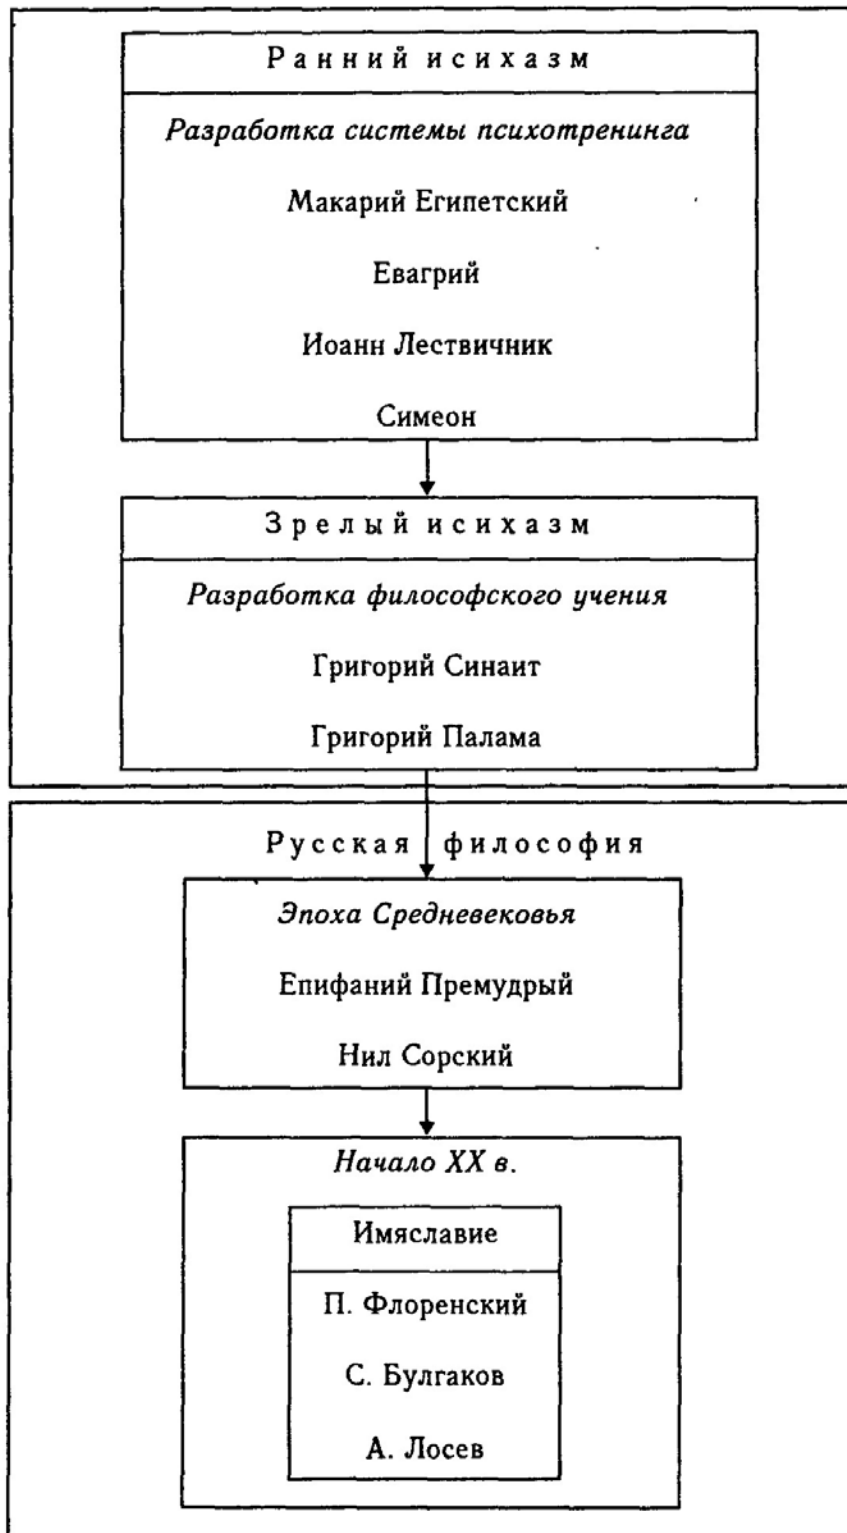 Ранний исихазм
Разработка системы психотренинга
Макарий Египетский
Евагрий
Иоанн Лествичник
Симеон
Зрелый исихазм
Разработка философского учения
Григорий Синаит
Григорий Палама
Русская философия
Эпоха Средневековья
Епифаний Премудрый
Нил Сорский
Начало XX в.
Имяславие
П. Флоренский
С. Булгаков
А. Лосев